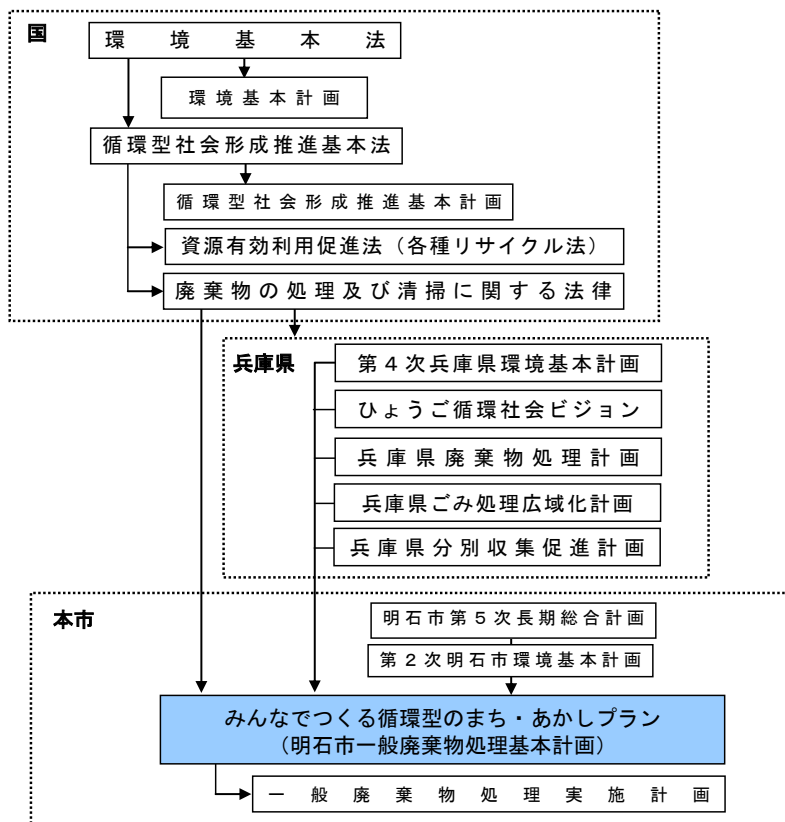 国
環境基本法
環境基本計画
循環型社会形成推進基本法
循環型社会形成推進基本計画
資源有効利用促進法（各種リサイクル法）
廃棄物の処理及び清掃に関する法律
兵庫県
第４次兵庫県環境基本計画
ひょうご循環社会ビジョン
兵庫県廃棄物処理計画
兵庫県ごみ処理広域化計画
兵庫県分別収集促進計画
本市
明石市第５次長期総合計画
第２次明石市環境基本計画
みんなでつくる循環型のまち・あかしプラン
（明石市一般廃棄物処理基本計画）
一般廃棄物処理実施計画